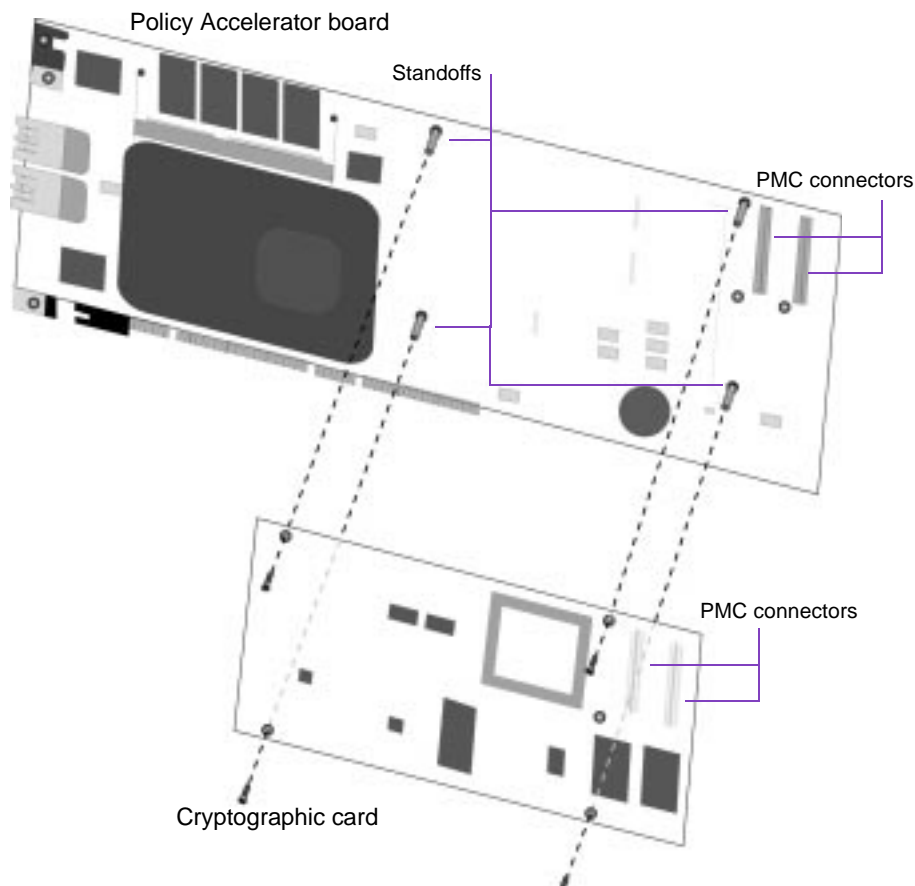 Policy Accelerator board
Standoffs
PMC connectors
PMC connectors
Cryptographic card